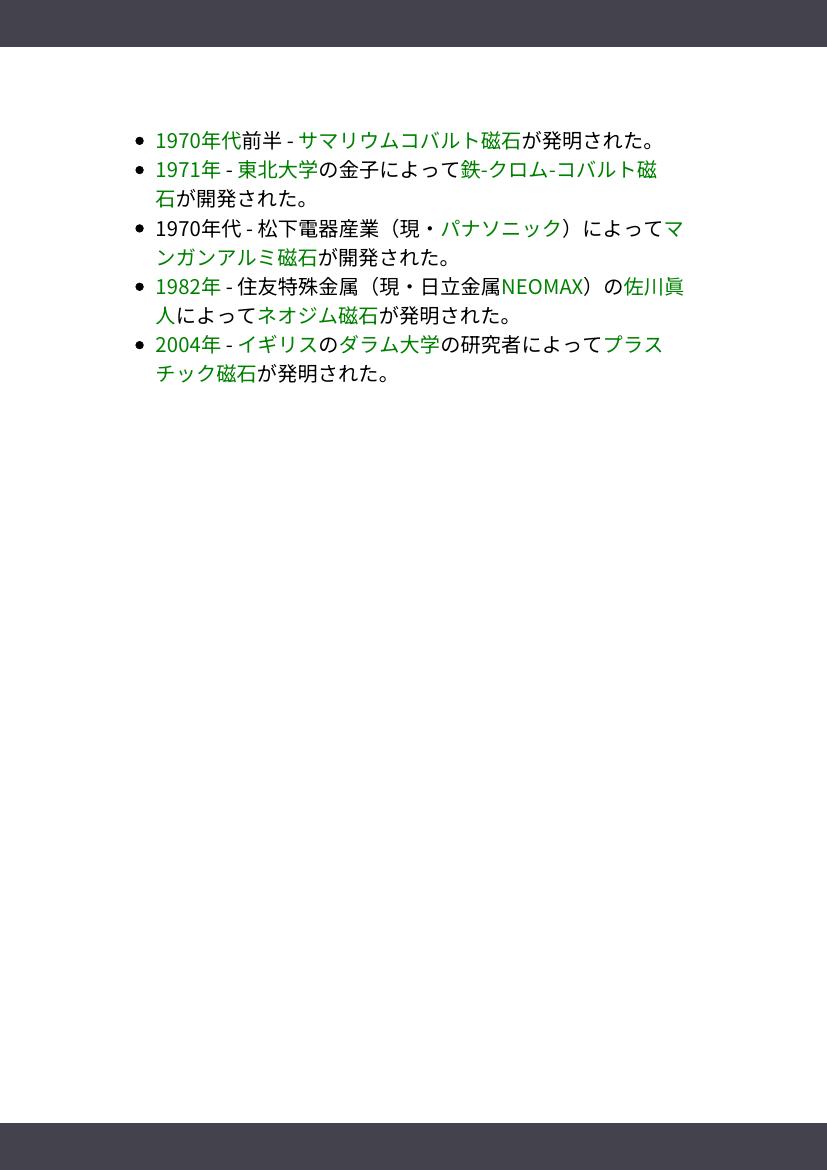 • 1970年代前半 - サマリウムコバルト磁石が発明された。
• 1971年 - 東北大学の金子によって鉄-クロム-コバルト磁
石が開発された。
• 1970年代 - 松下電器産業（現・パナソニック）によってマ
ンガンアルミ磁石が開発された。
• 1982年 - 住友特殊金属（現・日立金属NEOMAX）の佐川眞
人によってネオジム磁石が発明された。
• 2004年 - イギリスのダラム大学の研究者によってプラス
チック磁石が発明された。